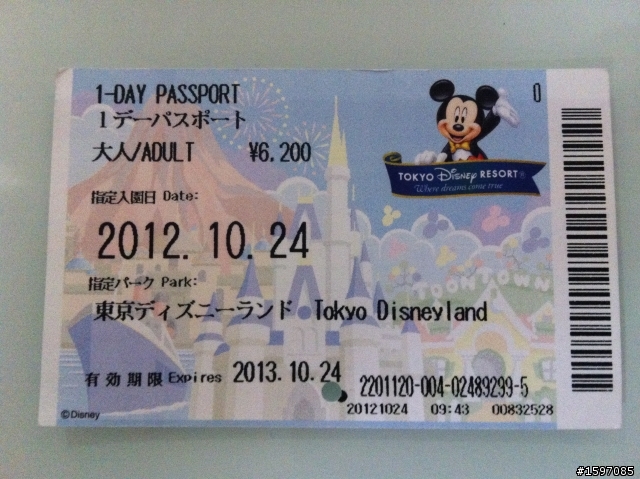 1-DAY PASSPORT
0
1デーパスポート
大人/ADULT ¥6,200
TOKYO Disney RESORT®
Where dreams come true
指定入園日 Date:
2012.10.24
指定パーク Park:
TOONTOWN
東京ディズニーランド Tokyo Disneyland
有効期限 Expires 2013.10.24
2201120-004-02489299-5
20121024 09:43 00832528
©Disney
#1597085